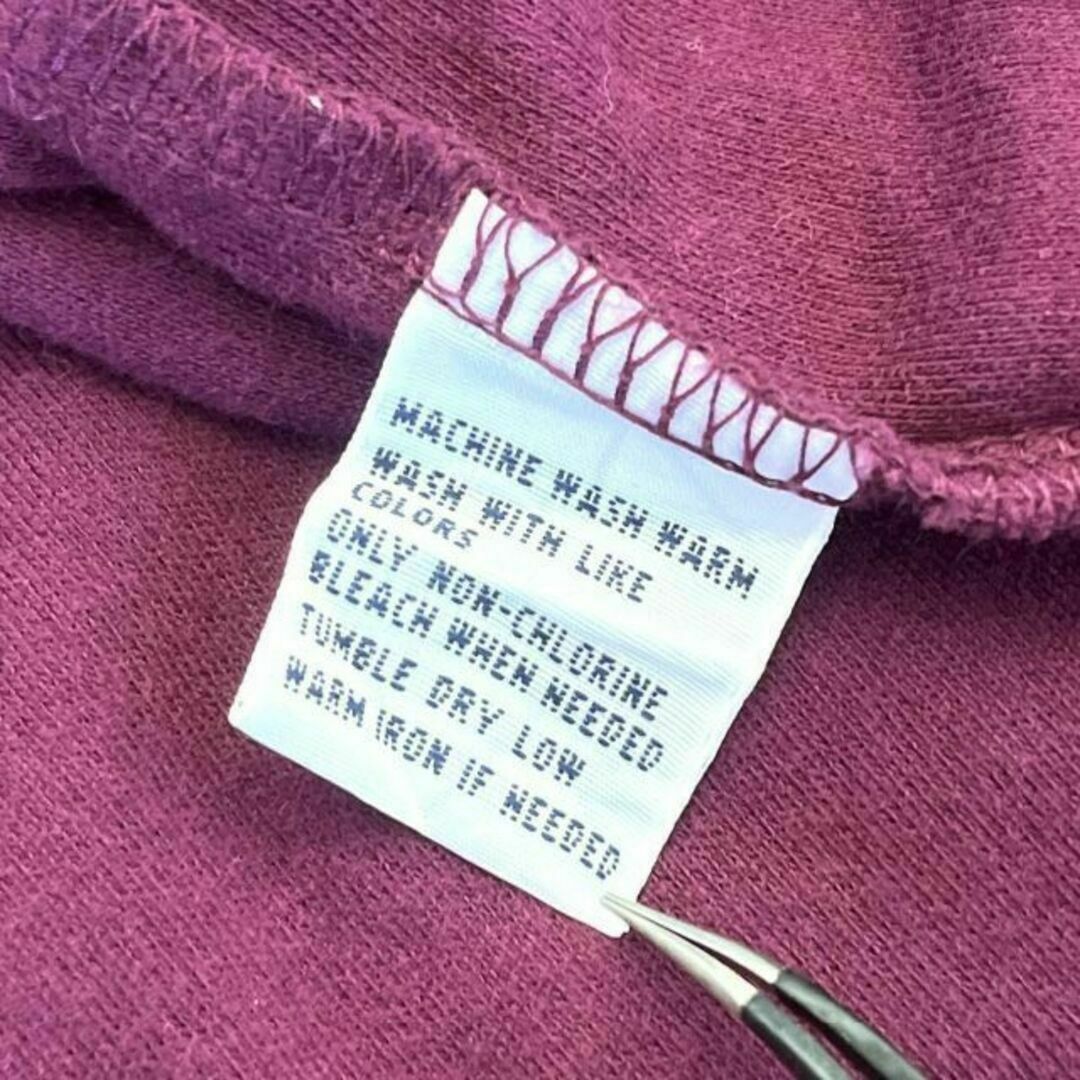 MACHINE WASH WARM
WASH WITH LIKE
COLORS
ONLY NON-CHLORINE
BLEACH WHEN NEEDED
TUMBLE DRY LOW
WARM IRON IF NEEDED